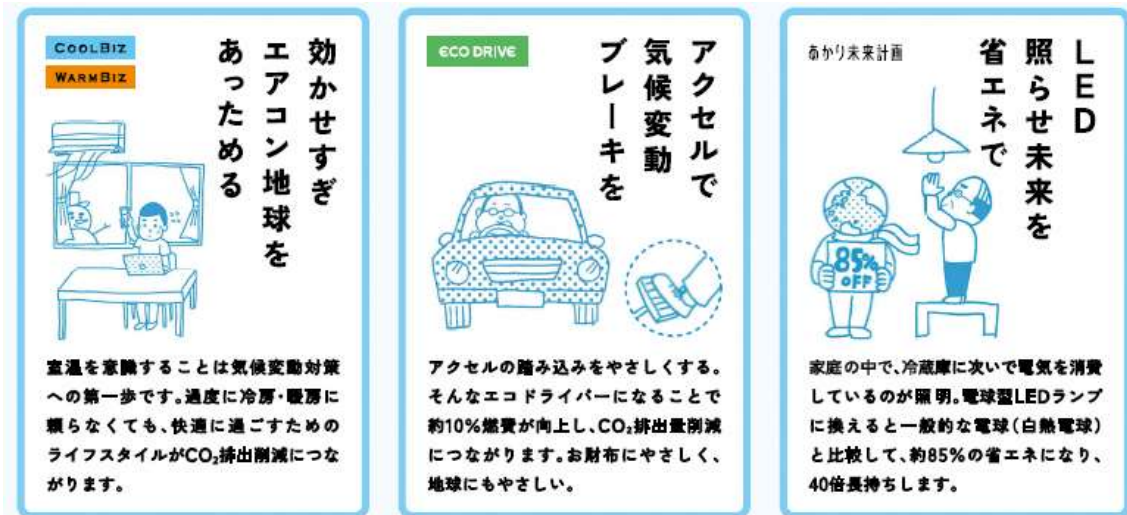 COOLBIZ
WARMBIZ
効かせすぎ
エアコン地球を
あっためる
室温を意識することは気候変動対策
への第一歩です。過度に冷房・暖房に
頼らなくても、快適に過ごすための
ライフスタイルがCO₂排出削減につな
がります。
ECO DRIVE
アクセルで
気候変動
ブレーキを
アクセルの踏み込みをやさしくする。
そんなエコドライバーになることで
約10%燃費が向上し、CO₂排出量削減
につながります。お財布にやさしく、
地球にもやさしい。
あかり未来計画
LED
照らせ未来を
省エネで
85%
OFF
家庭の中で、冷蔵庫に次いで電気を消費
しているのが照明。電球型LEDランプ
に換えると一般的な電球(白熱電球)
と比較して、約85%の省エネになり、
40倍長持ちします。